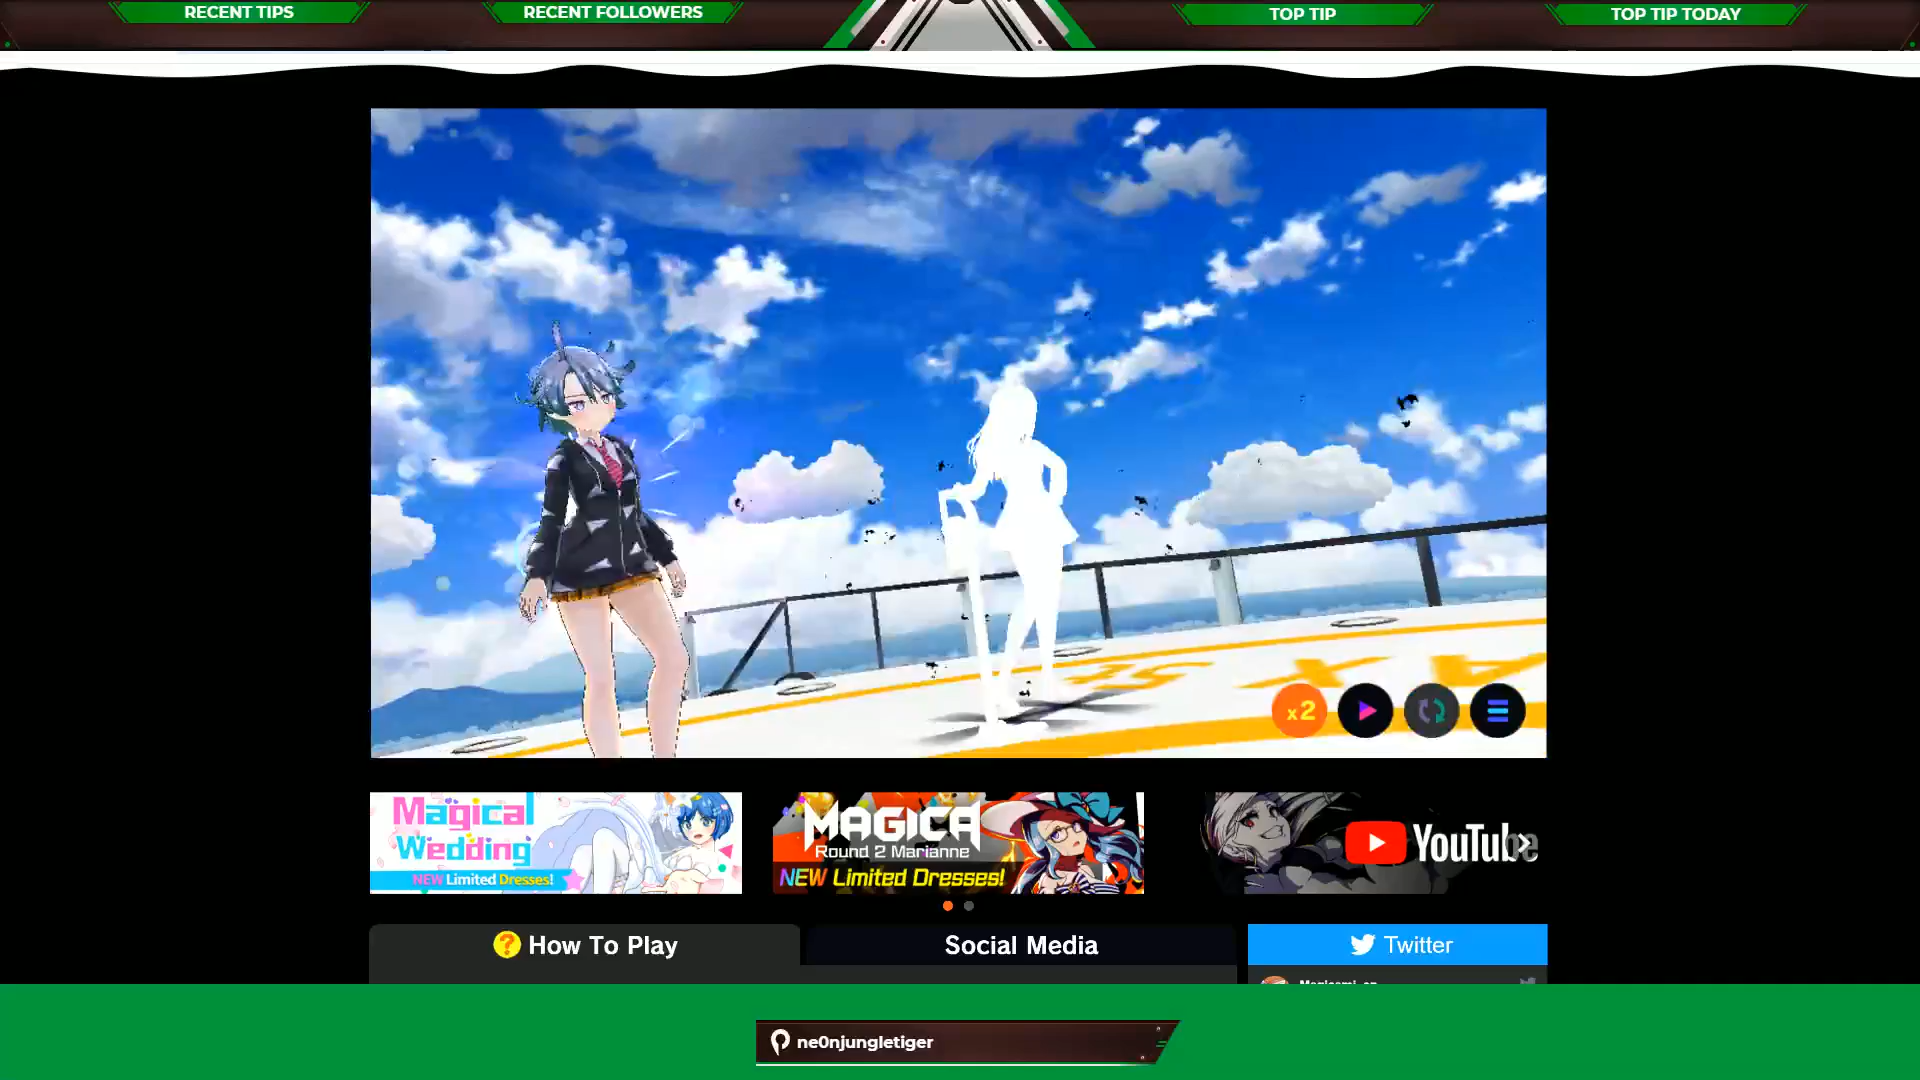 RECENT TIPS
RECENT FOLLOWERS
TOP TIP
TOP TIP TODAY
x2
Magical
Wedding
NEW Limited Dresses!
MAGICA
Round 2 Marianne
NEW Limited Dresses!
YouTube
? How To Play
Social Media
Twitter
ne0njungletiger